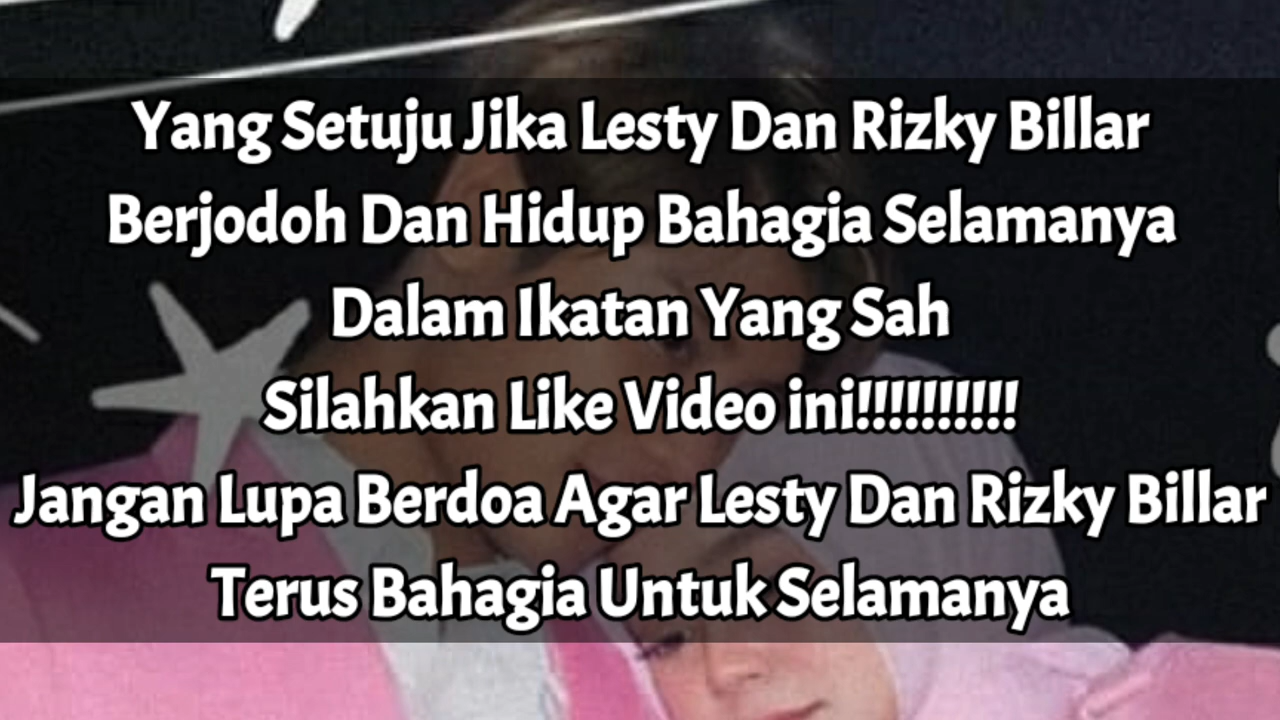 Yang Setuju Jika Lesty Dan Rizky Billar
Berjodoh Dan Hidup Bahagia Selamanya
Dalam Ikatan Yang Sah
Silahkan Like Video ini!!!!!!!!!!
Jangan Lupa Berdoa Agar Lesty Dan Rizky Billar
Terus Bahagia Untuk Selamanya